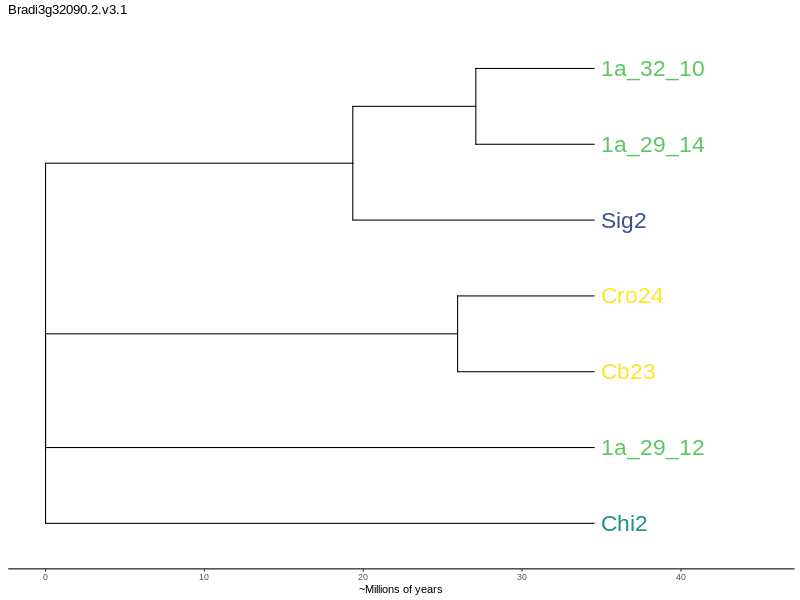 Bradi3g32090.2.v3.1
1a_32_10
1a_29_14
Sig2
Cro24
Cb23
1a_29_12
Chi2
0 10 20 30 40
~Millions of years